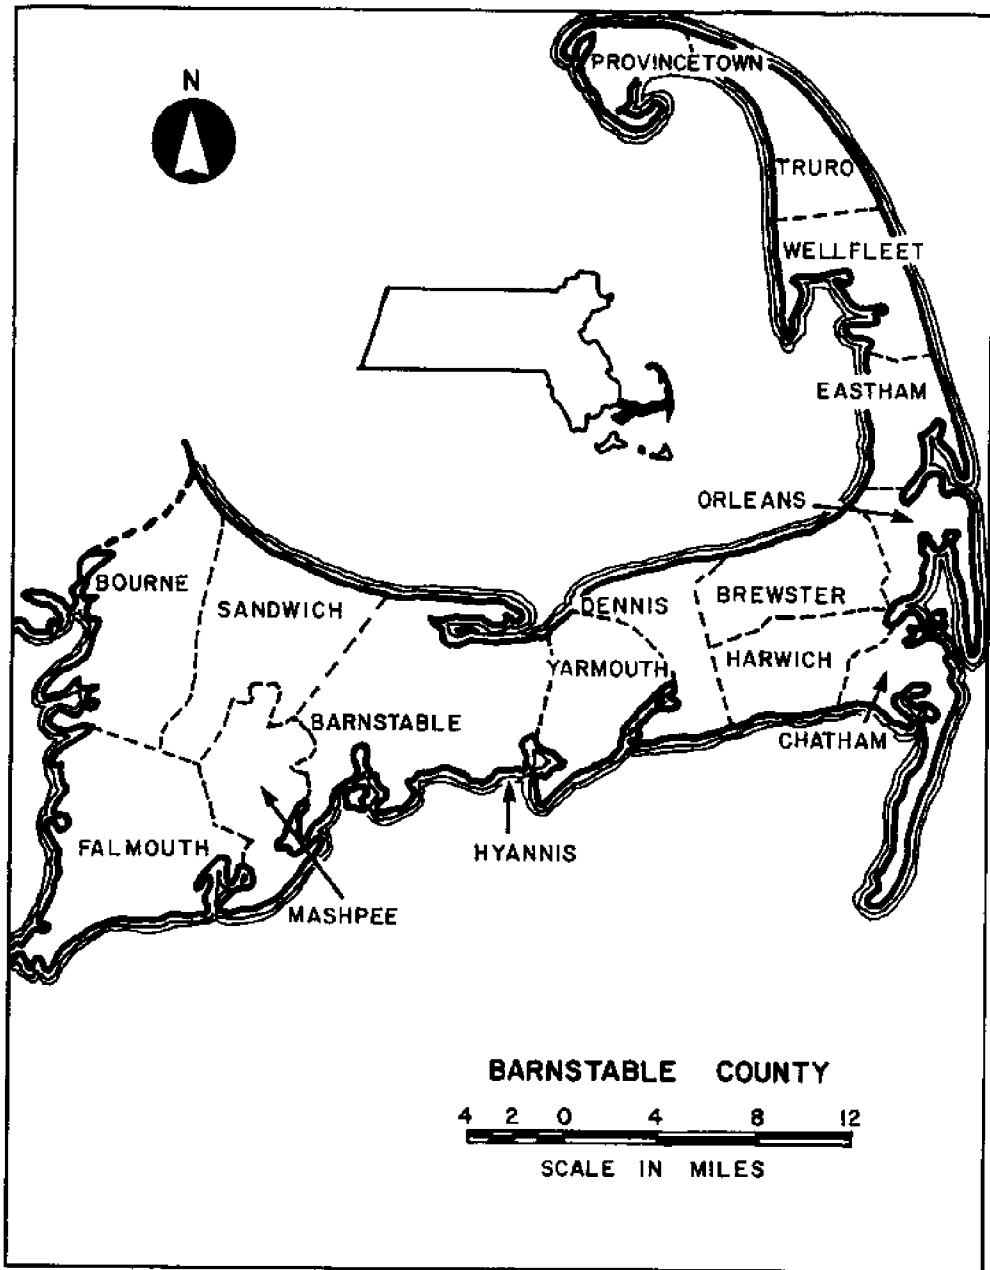 PROVINCETOWN
N
TRURO
WELLFLEET
EASTHAM
ORLEANS
BOURNE
SANDWICH
DENNIS
BREWSTER
YARMOUTH
HARWICH
BARNSTABLE
CHATHAM
FALMOUTH
HYANNIS
MASHPEE
BARNSTABLE COUNTY
4 2 0 4 8 12
SCALE IN MILES